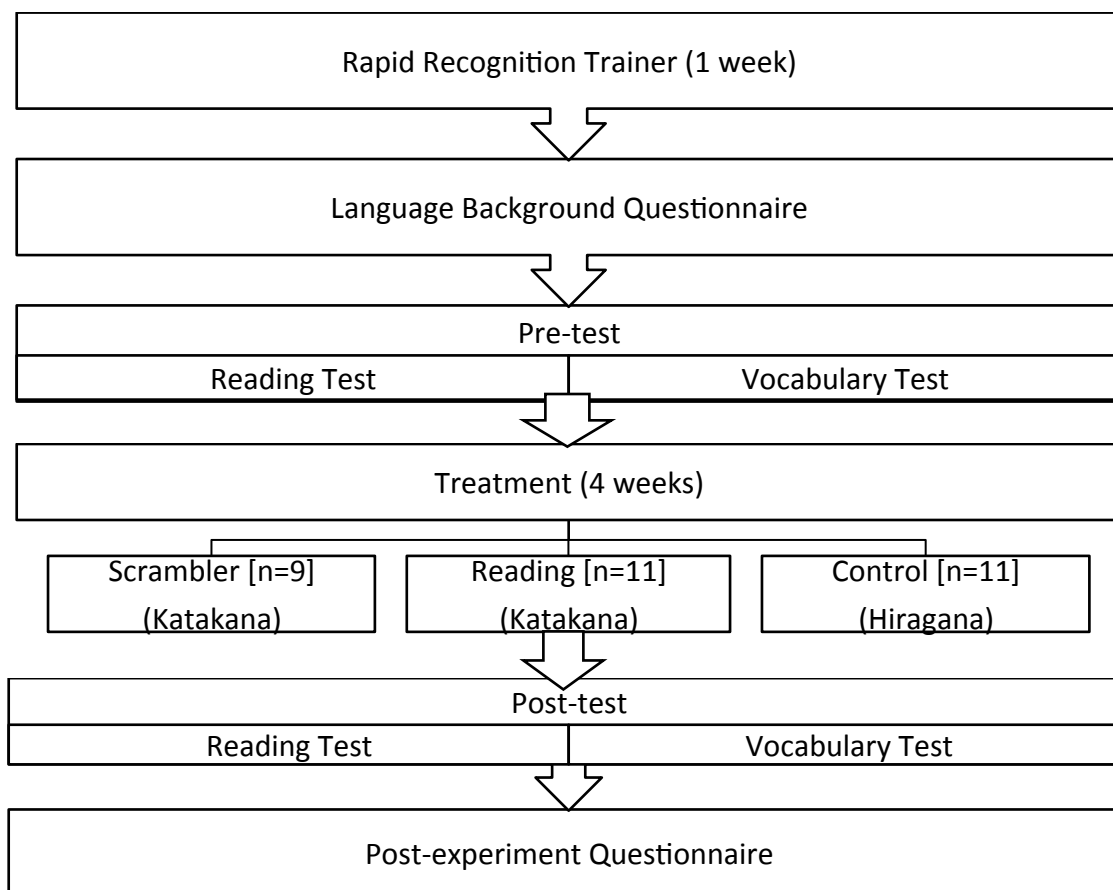 Rapid Recognition Trainer (1 week)
Language Background Questionnaire
Pre-test
Reading Test
Vocabulary Test
Treatment (4 weeks)
Scrambler [n=9]
(Katakana)
Reading [n=11]
(Katakana)
Control [n=11]
(Hiragana)
Post-test
Reading Test
Vocabulary Test
Post-experiment Questionnaire